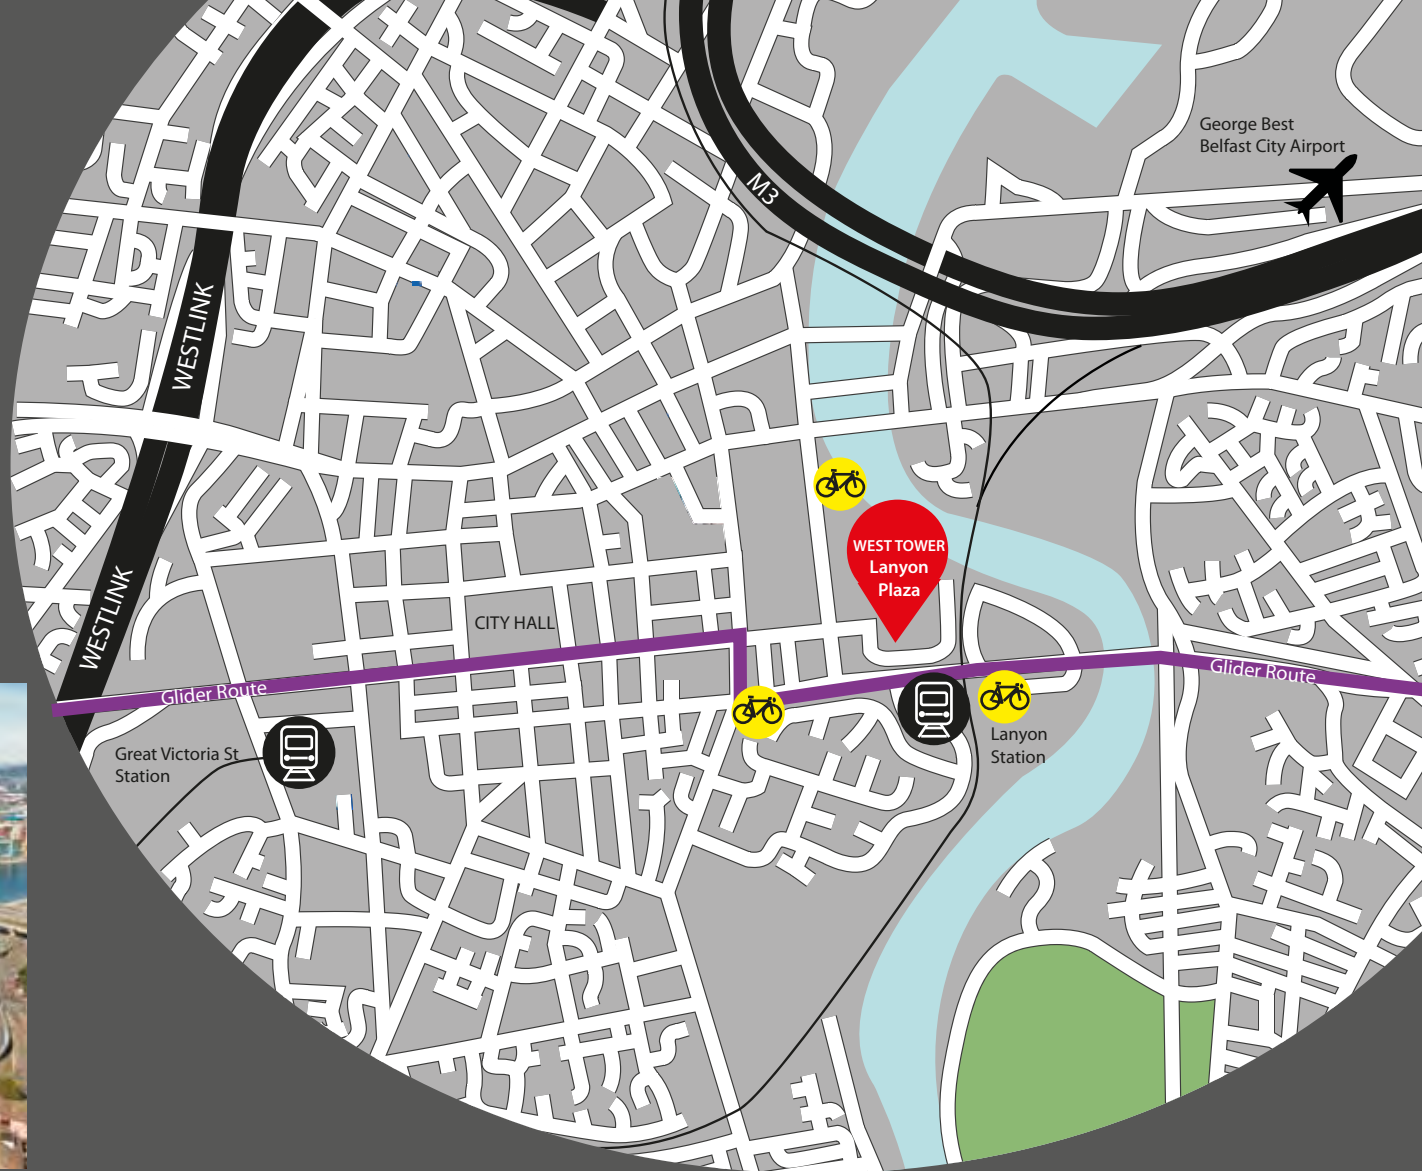 George Best
Belfast City Airport
M3
WESTLINK
WEST TOWER
Lanyon
Plaza
WESTLINK
CITY HALL
Glider Route
Glider Route
Great Victoria St
Station
Lanyon
Station